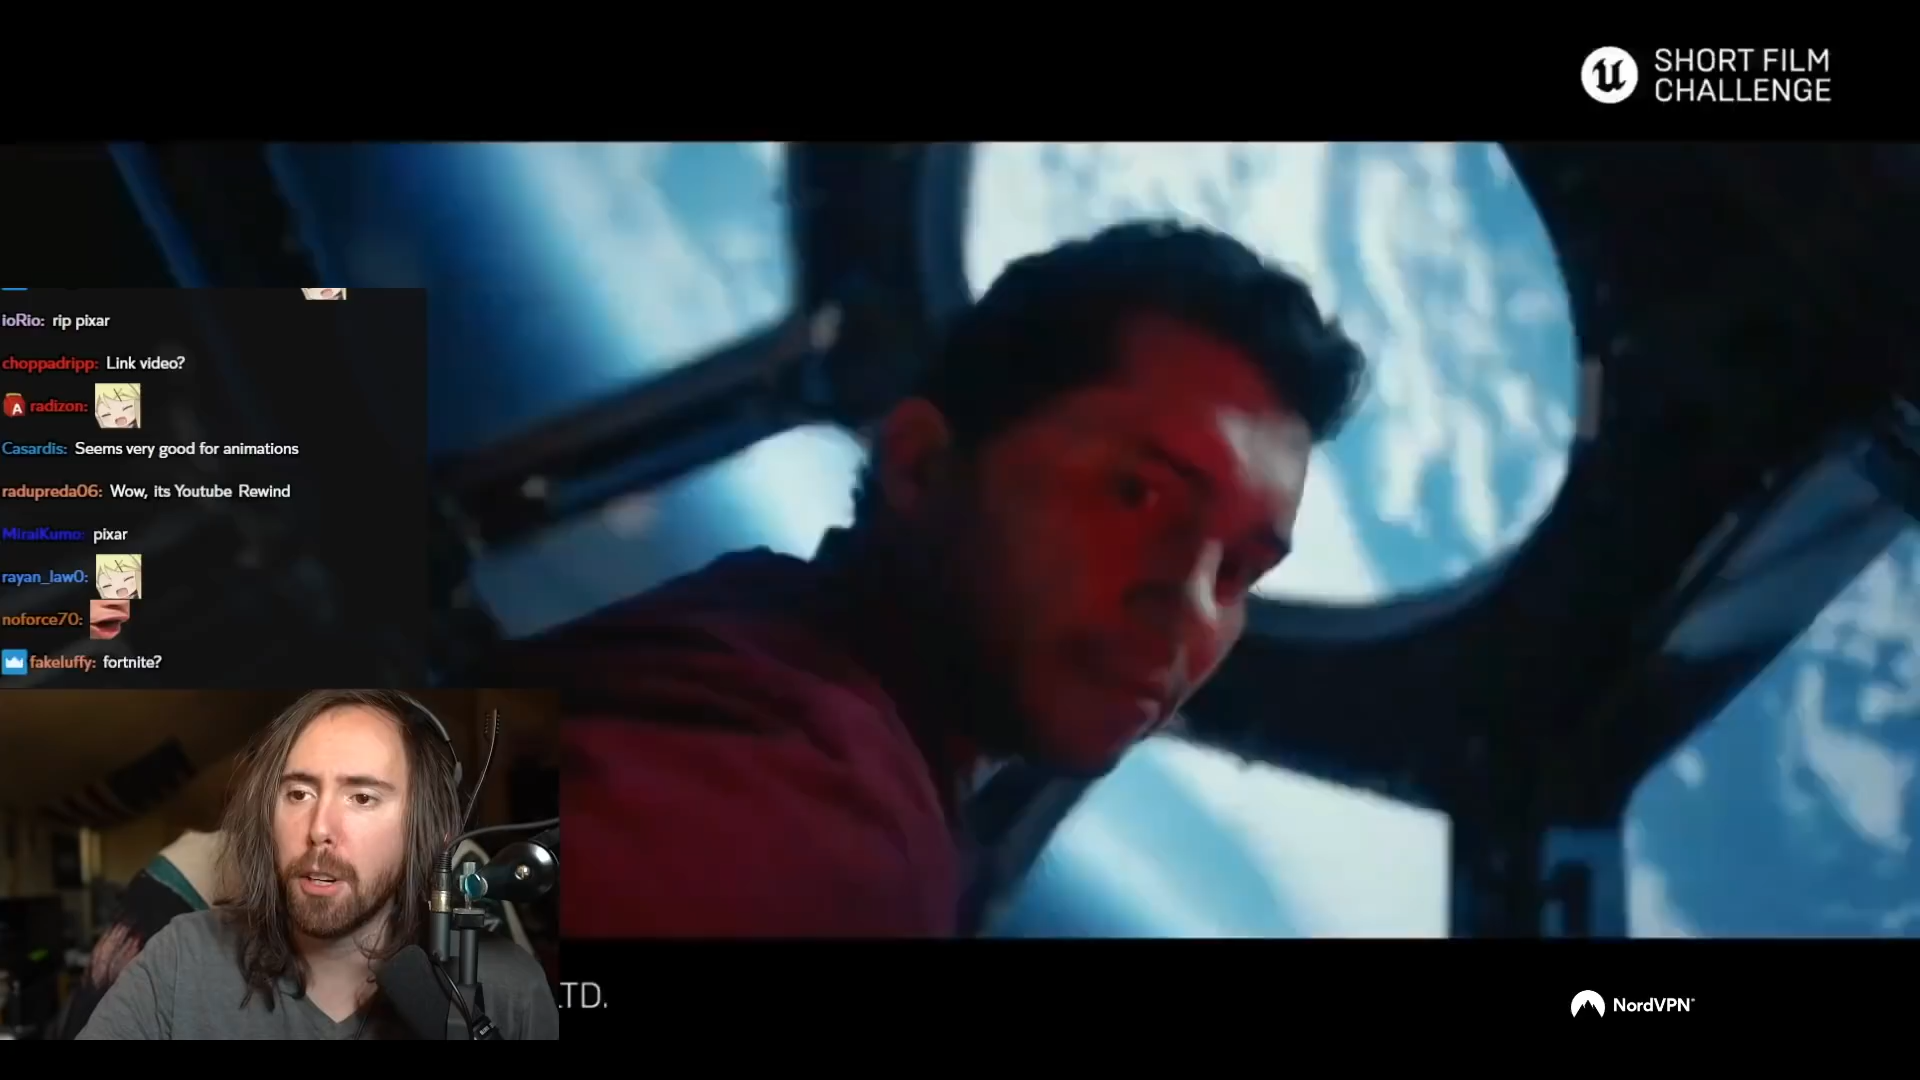 SHORT FILM
CHALLENGE
ioRio: rip pixar
choppadripp: Link video?
A radizon:
Casardis: Seems very good for animations
radupreda06: Wow, its Youtube Rewind
MiraiKumo: pixar
rayan_law0:
noforce70:
fakeluffy: fortnite?
LTD.
NordVPN®